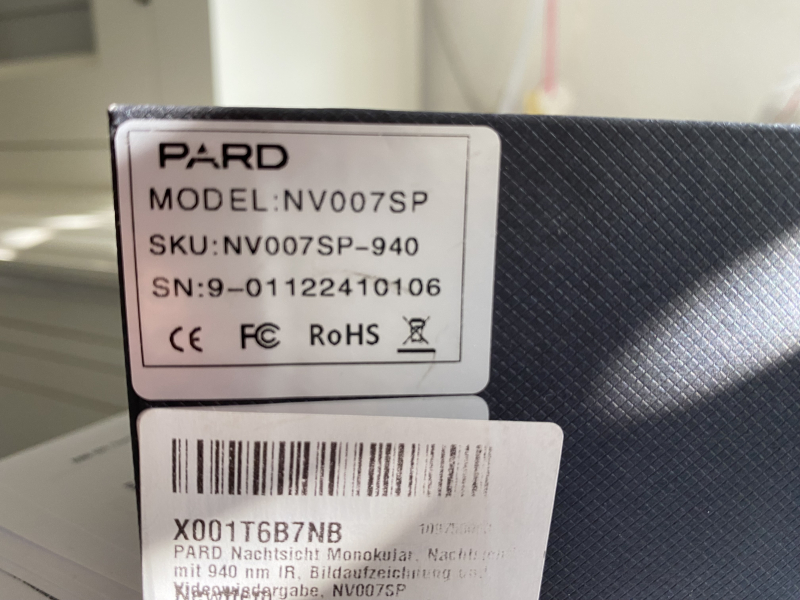 PARD
MODEL:NV007SP
SKU:NV007SP-940
SN:9-01122410106
CE FC RoHS
X001T6B7NB
PARD Nachtsicht Monokular,
mit 940 nm IR, Bildaufzeichnung und
Videowiedergabe, NV007SP